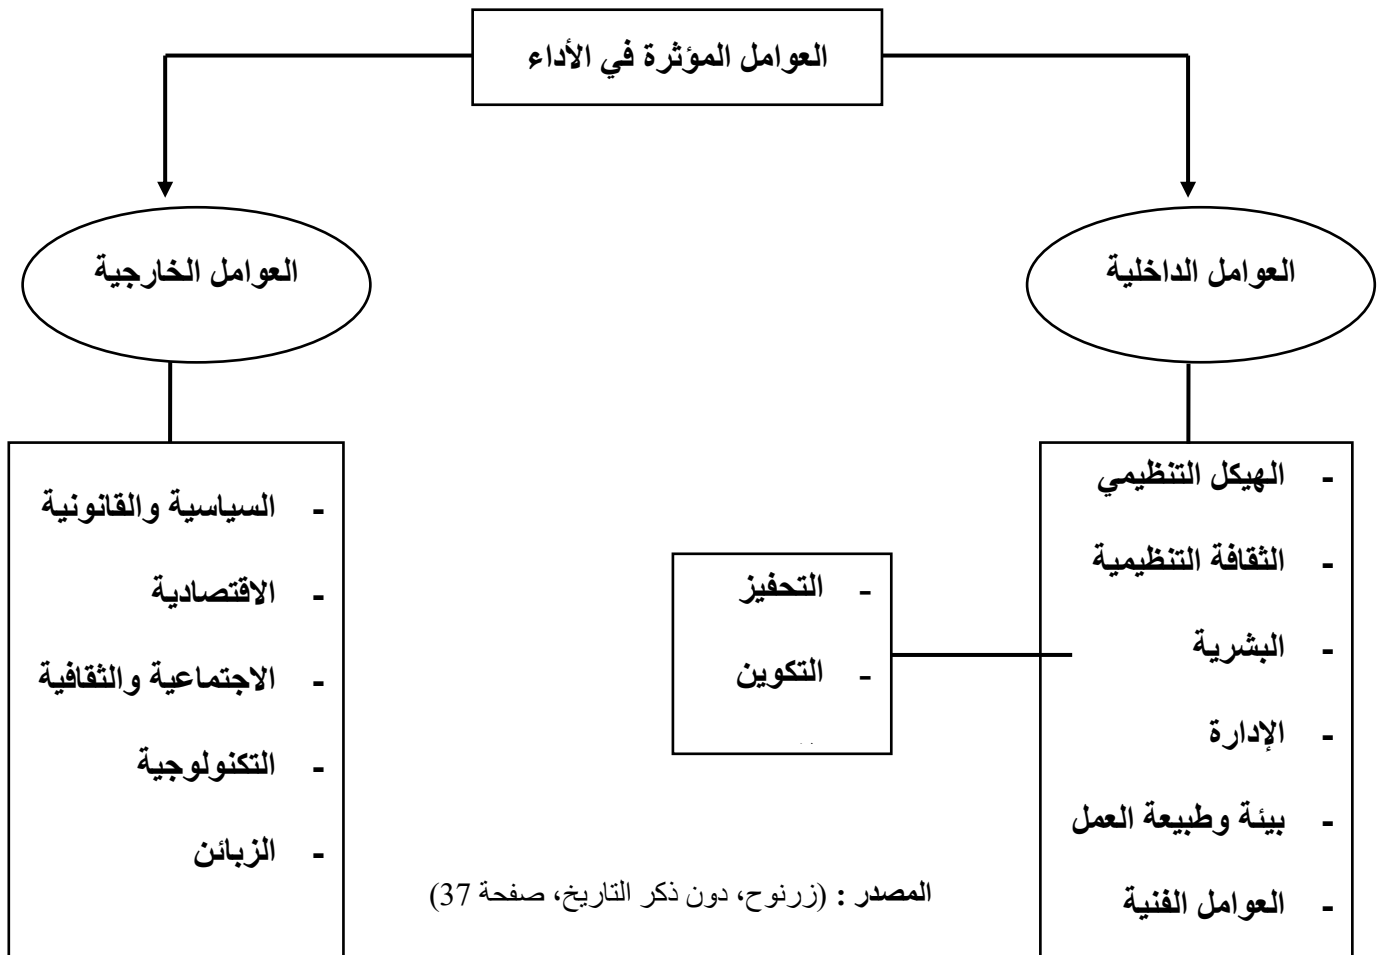 العوامل المؤثرة في الأداء
العوامل الداخلية
العوامل الخارجية
- الهيكل التنظيمي
- الثقافة التنظيمية
- البشرية
- الإدارة
- بيئة وطبيعة العمل
- العوامل الفنية
- التحفيز
- التكوين
- السياسية والقانونية
- الاقتصادية
- الاجتماعية والثقافية
- التكنولوجية
- الزبائن
المصدر : (زرنوح، دون ذكر التاريخ، صفحة 37)